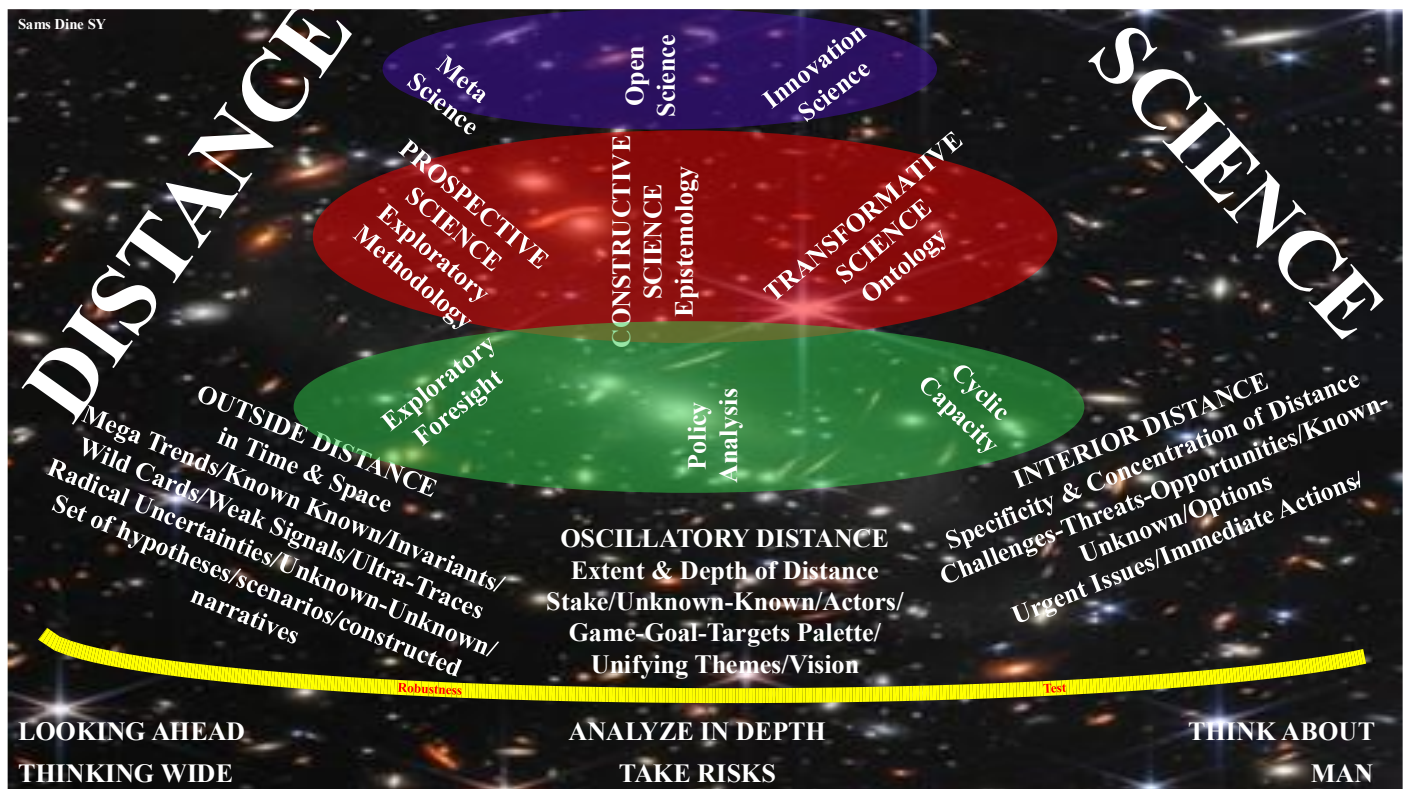 Sams Dine SY
DISTANCE
SCIENCE
Meta
Science
Open
Science
Innovation
Science
PROSPECTIVE
SCIENCE
Exploratory
Methodology
CONSTRUCTIVE
SCIENCE
Epistemology
TRANSFORMATIVE
SCIENCE
Ontology
Exploratory
Foresight
Policy
Analysis
Cyclic
Capacity
OUTSIDE DISTANCE
in Time & Space
Mega Trends/Known Known/Invariants/
Wild Cards/Weak Signals/Ultra-Traces
Radical Uncertainties/Unknown-Unknown/
Set of hypotheses/scenarios/constructed
narratives
OSCILLATORY DISTANCE
Extent & Depth of Distance
Stake/Unknown-Known/Actors/
Game-Goal-Targets Palette/
Unifying Themes/Vision
INTERIOR DISTANCE
Specificity & Concentration of Distance
Challenges-Threats-Opportunities/Known-
Unknown/Options
Urgent Issues/Immediate Actions/
Robustness
Test
LOOKING AHEAD
THINKING WIDE
ANALYZE IN DEPTH
TAKE RISKS
THINK ABOUT
MAN